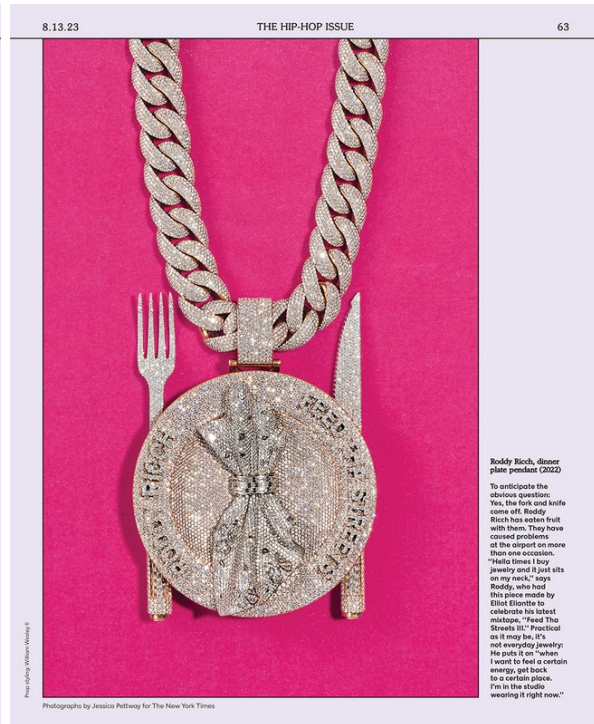 8.13.23
THE HIP-HOP ISSUE
63
RODDY RICCH
FEED THA STREETS
Roddy Ricch, dinner
plate pendant (2022)
To anticipate the
obvious question:
Yes, the fork and knife
come off. Roddy
Ricch has eaten fruit
with them. They have
caused problems
at the airport on more
than one occasion.
"Hella times I buy
jewelry and it just sits
on my neck," says
Roddy, who had
this piece made by
Elliot Eliantte to
celebrate his latest
mixtape, "Feed Tha
Streets III." Practical
as it may be, it's
not everyday jewelry:
He puts it on "when
I want to feel a certain
energy, get back
to a certain place.
I'm in the studio
wearing it right now."
Prop styling: William Wesley II
Photographs by Jessica Pettway for The New York Times